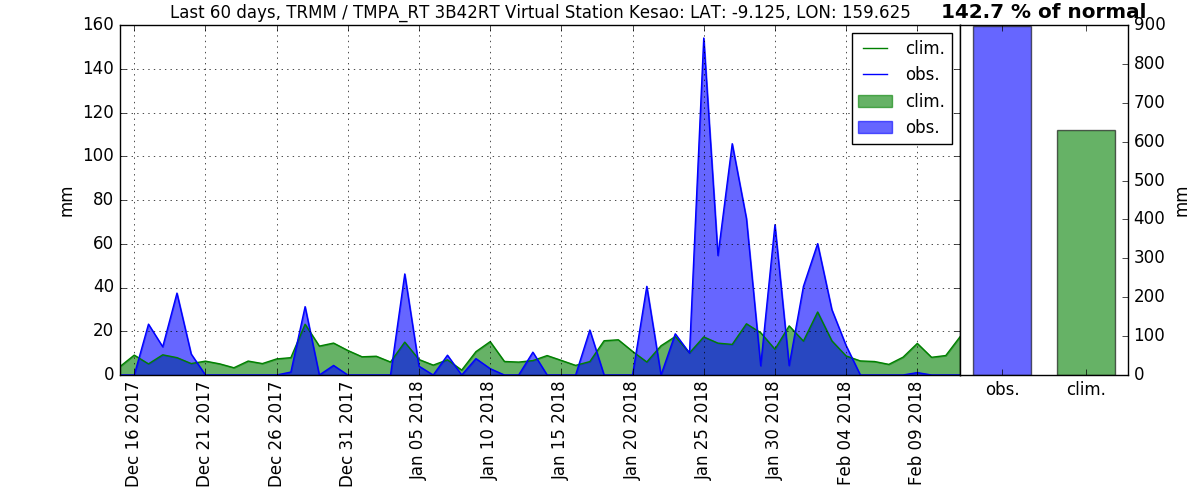 Last 60 days, TRMM / TMPA_RT 3B42RT Virtual Station Kesao: LAT: -9.125, LON: 159.625
142.7 % of normal
160
140
120
100
80
60
40
20
0
mm
clim.
obs.
clim.
obs.
900
800
700
600
500
400
300
200
100
0
mm
Dec 16 2017
Dec 21 2017
Dec 26 2017
Dec 31 2017
Jan 05 2018
Jan 10 2018
Jan 15 2018
Jan 20 2018
Jan 25 2018
Jan 30 2018
Feb 04 2018
Feb 09 2018
obs.
clim.